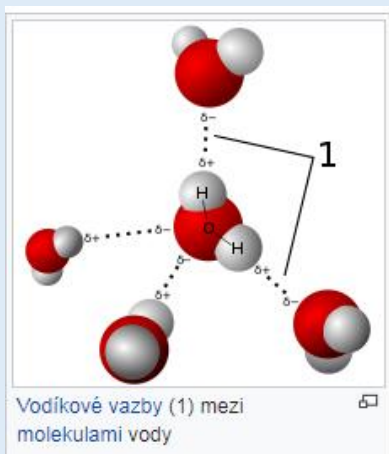 δ−
δ+
1
H
O
H
δ+
δ−
δ−
δ+
δ+
δ−
Vodíkové vazby (1) mezi
molekulami vody